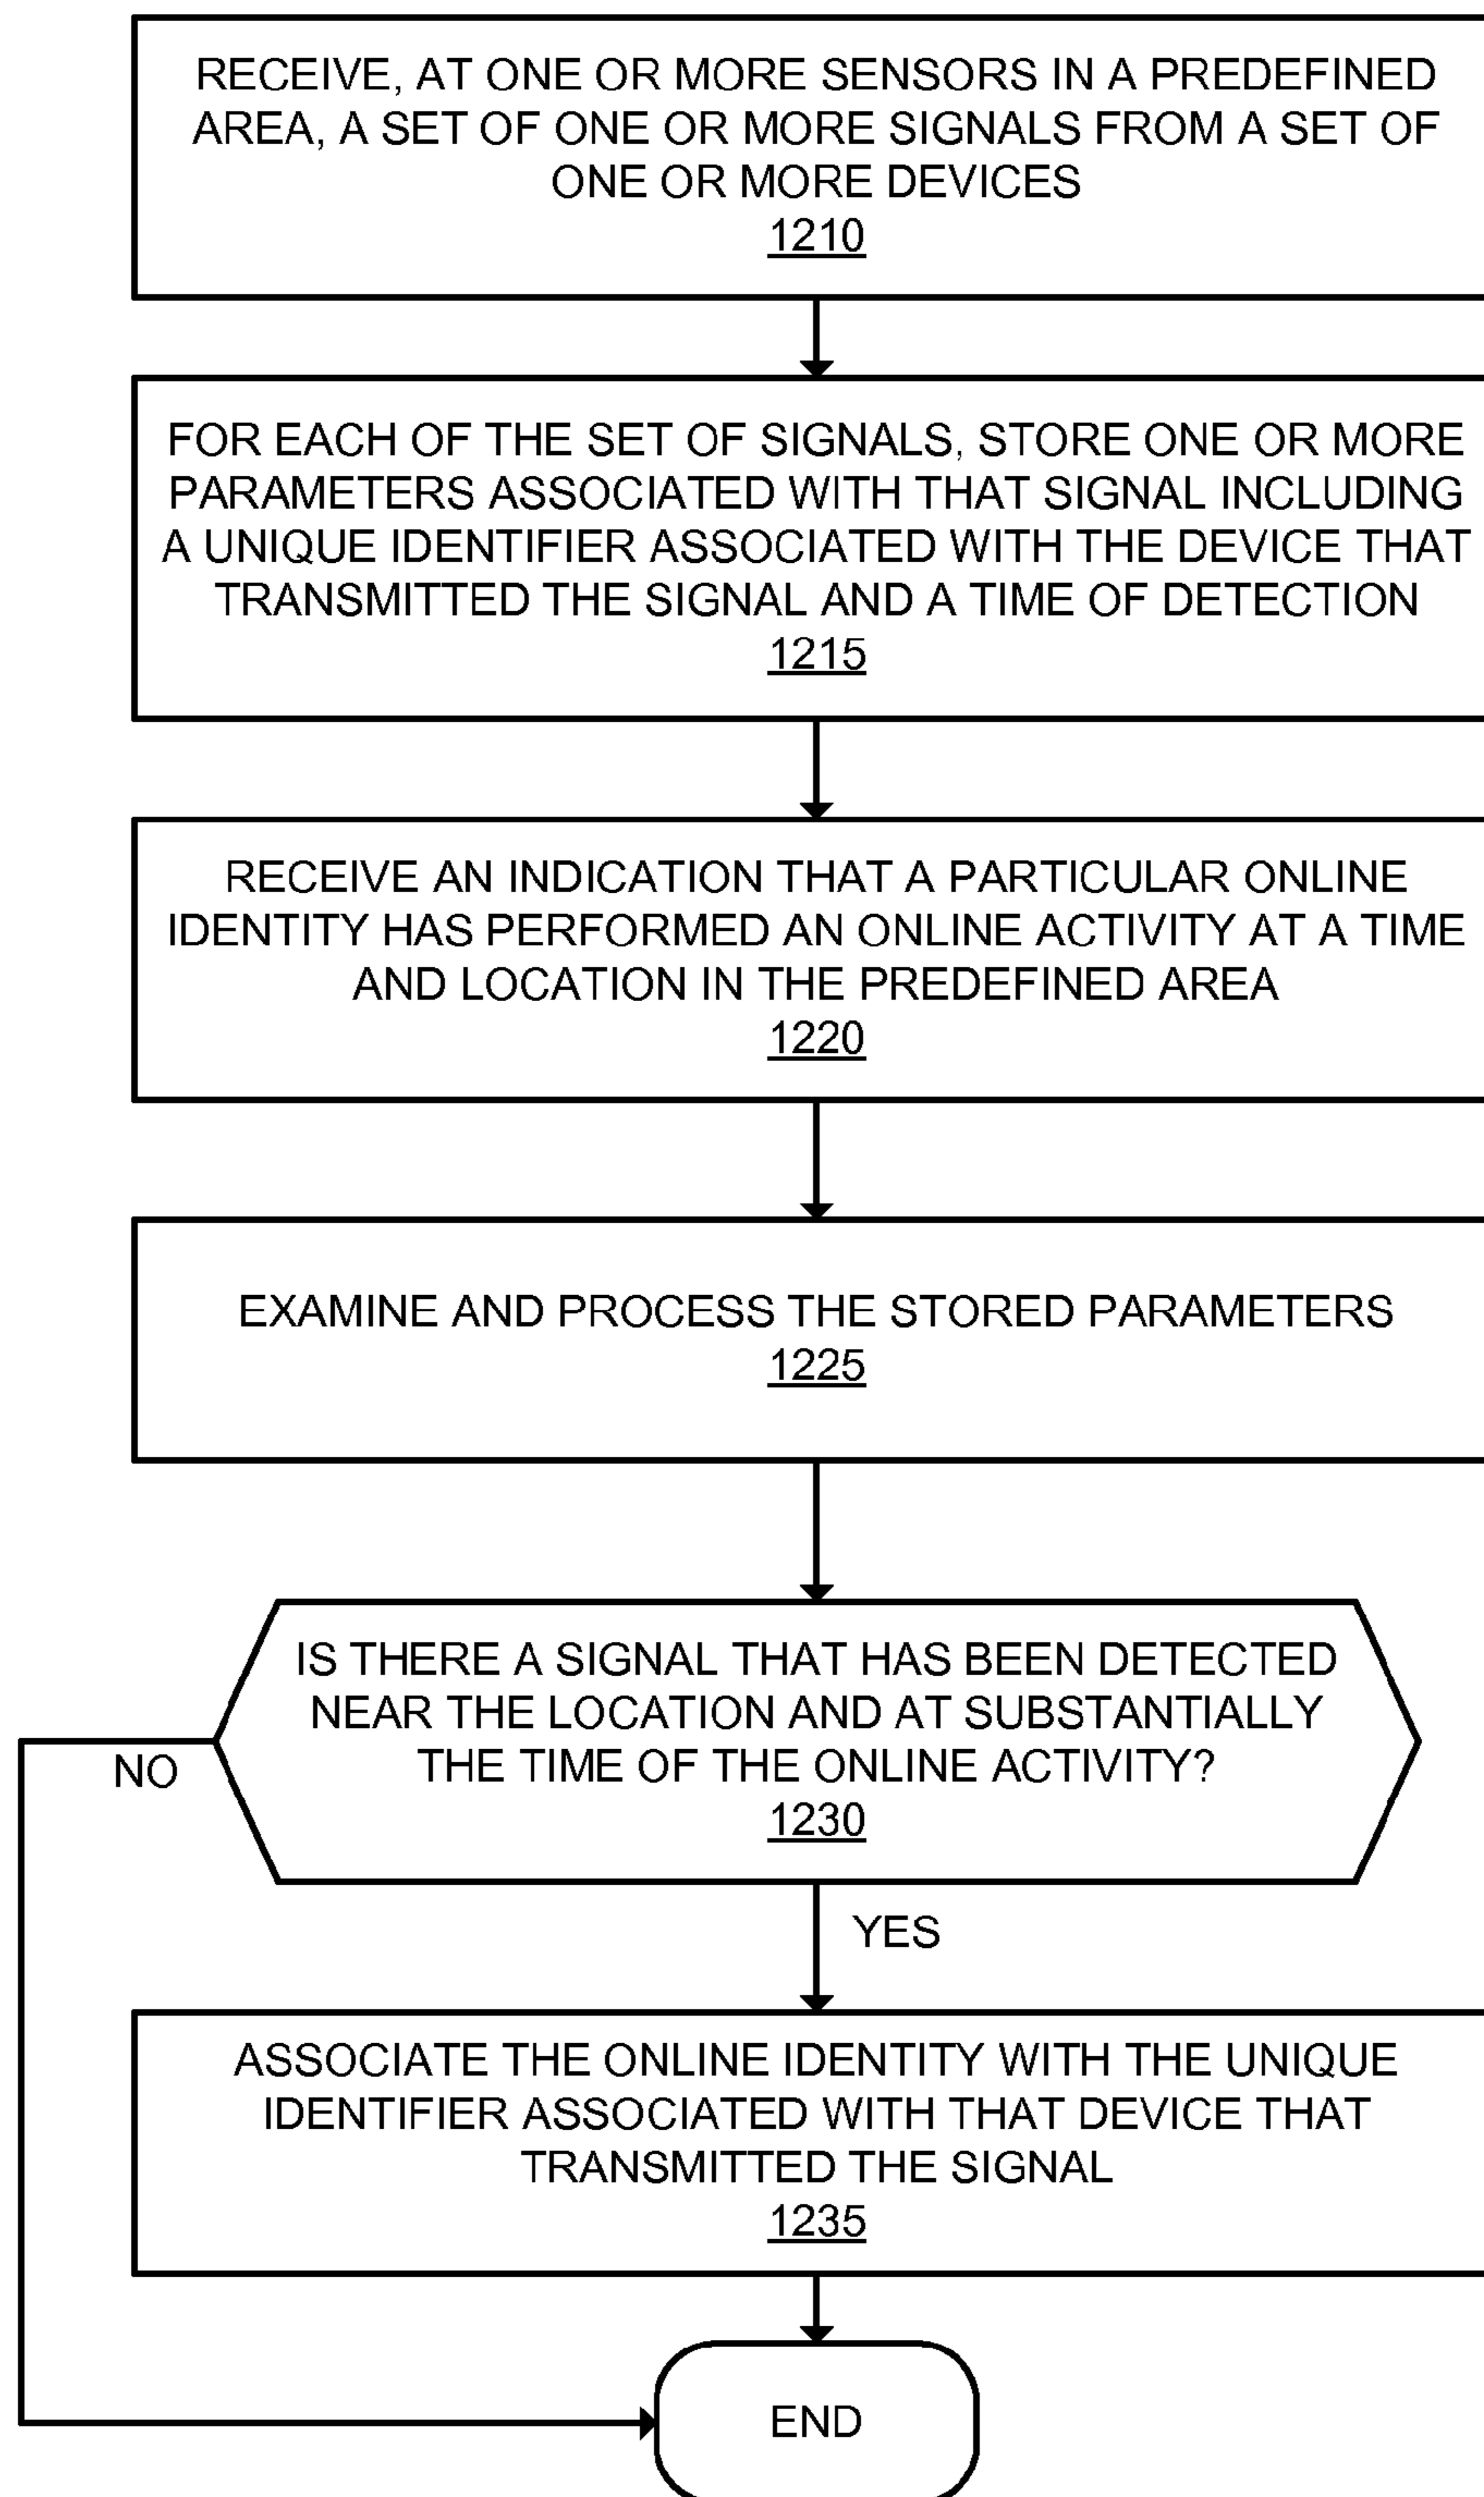 RECEIVE, AT ONE OR MORE SENSORS IN A PREDEFINED
AREA, A SET OF ONE OR MORE SIGNALS FROM A SET OF
ONE OR MORE DEVICES
1210
FOR EACH OF THE SET OF SIGNALS, STORE ONE OR MORE
PARAMETERS ASSOCIATED WITH THAT SIGNAL INCLUDING
A UNIQUE IDENTIFIER ASSOCIATED WITH THE DEVICE THAT
TRANSMITTED THE SIGNAL AND A TIME OF DETECTION
1215
RECEIVE AN INDICATION THAT A PARTICULAR ONLINE
IDENTITY HAS PERFORMED AN ONLINE ACTIVITY AT A TIME
AND LOCATION IN THE PREDEFINED AREA
1220
EXAMINE AND PROCESS THE STORED PARAMETERS
1225
IS THERE A SIGNAL THAT HAS BEEN DETECTED
NEAR THE LOCATION AND AT SUBSTANTIALLY
THE TIME OF THE ONLINE ACTIVITY?
1230
NO
YES
ASSOCIATE THE ONLINE IDENTITY WITH THE UNIQUE
IDENTIFIER ASSOCIATED WITH THAT DEVICE THAT
TRANSMITTED THE SIGNAL
1235
END